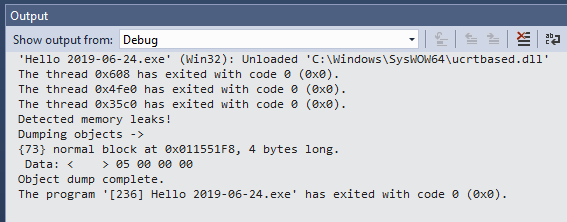 Output
Show output from: Debug
'Hello 2019-06-24.exe' (Win32): Unloaded 'C:\Windows\SysWOW64\ucrtbased.dll'
The thread 0x608 has exited with code 0 (0x0).
The thread 0x4fe0 has exited with code 0 (0x0).
The thread 0x35c0 has exited with code 0 (0x0).
Detected memory leaks!
Dumping objects ->
{73} normal block at 0x011551F8, 4 bytes long.
 Data: <    > 05 00 00 00
Object dump complete.
The program '[236] Hello 2019-06-24.exe' has exited with code 0 (0x0).